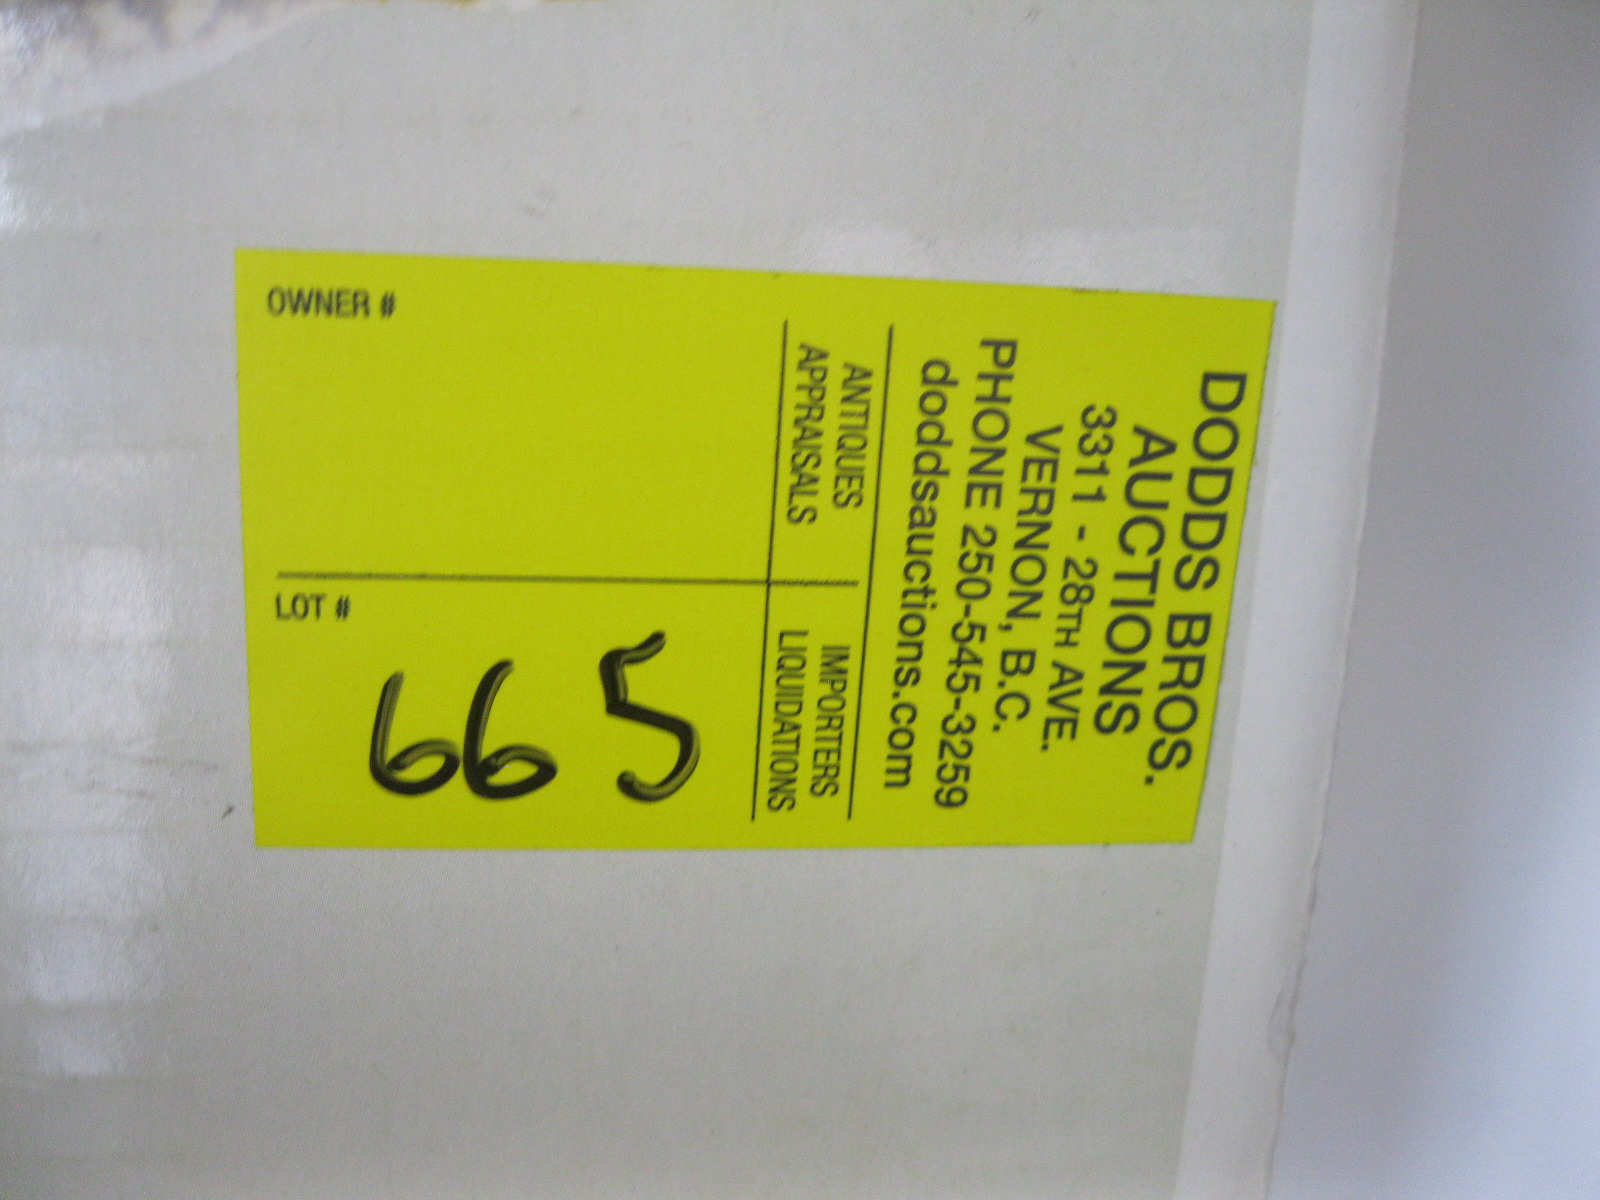 DODDS BROS.
AUCTIONS
3311 - 28TH AVE.
VERNON, B.C.
PHONE 250-545-3259
doddsauctions.com
ANTIQUES
APPRAISALS
IMPORTERS
LIQUIDATIONS
OWNER #
LOT #
665